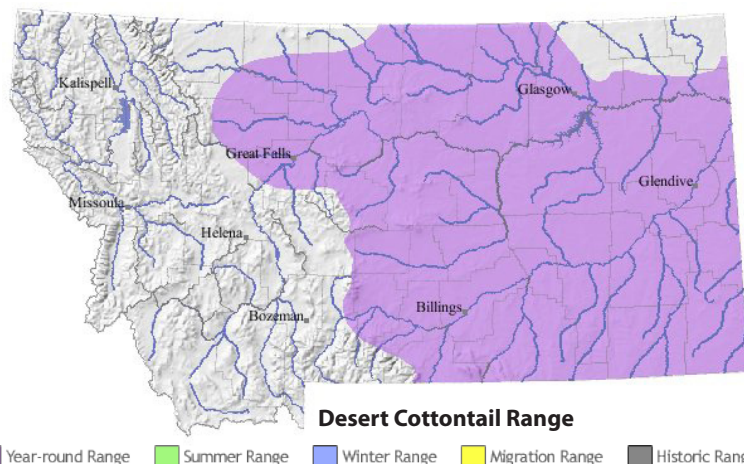 Kalispell
Glasgow
Great Falls
Glendive
Missoula
Helena
Billings
Bozeman
Desert Cottontail Range
Year-round Range Summer Range Winter Range Migration Range Historic Rang